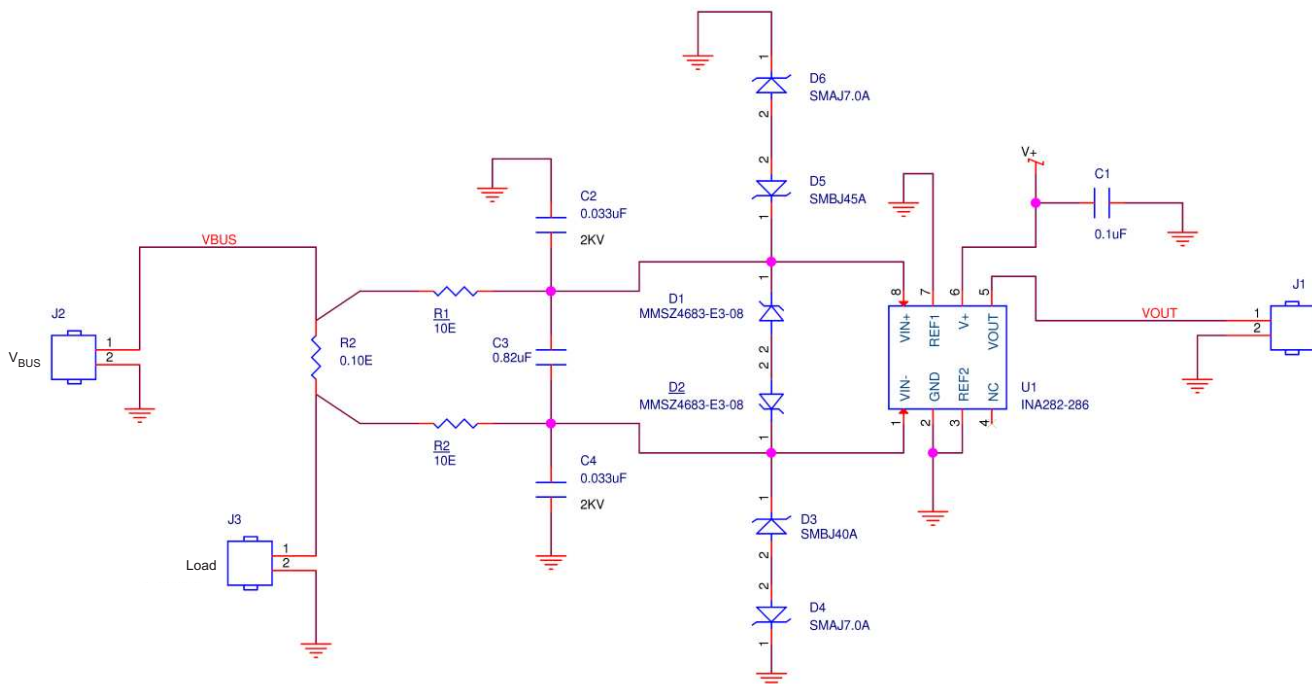 1
D6
SMAJ7.0A
2
2
D5
SMBJ45A
1
V+
C1
0.1uF
C2
0.033uF
2KV
VBUS
J2
1
2
VBUS
R1
10E
R2
0.10E
C3
0.82uF
1
D1
MMSZ4683-E3-08
2
2
D2
MMSZ4683-E3-08
1
8
7
6
5
VIN+
REF1
V+
VOUT
VIN-
GND
REF2
NC
1
2
3
4
U1
INA282-286
VOUT
J1
1
2
R2
10E
C4
0.033uF
2KV
J3
1
2
Load
1
D3
SMBJ40A
2
2
D4
SMAJ7.0A
1